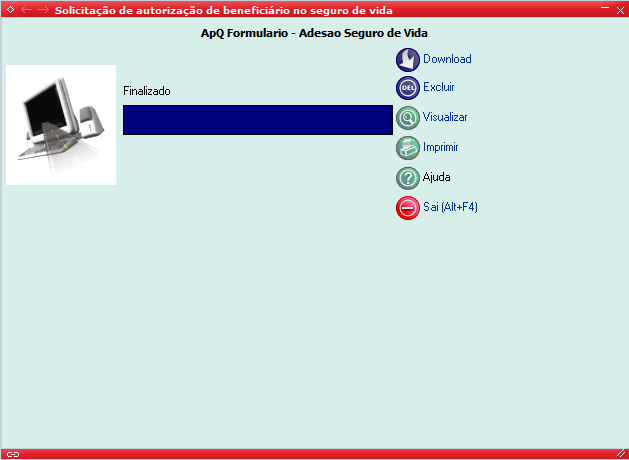 Solicitação de autorização de beneficiário no seguro de vida
ApQ Formulario - Adesao Seguro de Vida
Download
Finalizado
DEL Excluir
Visualizar
Imprimir
? Ajuda
Sai (Alt+F4)